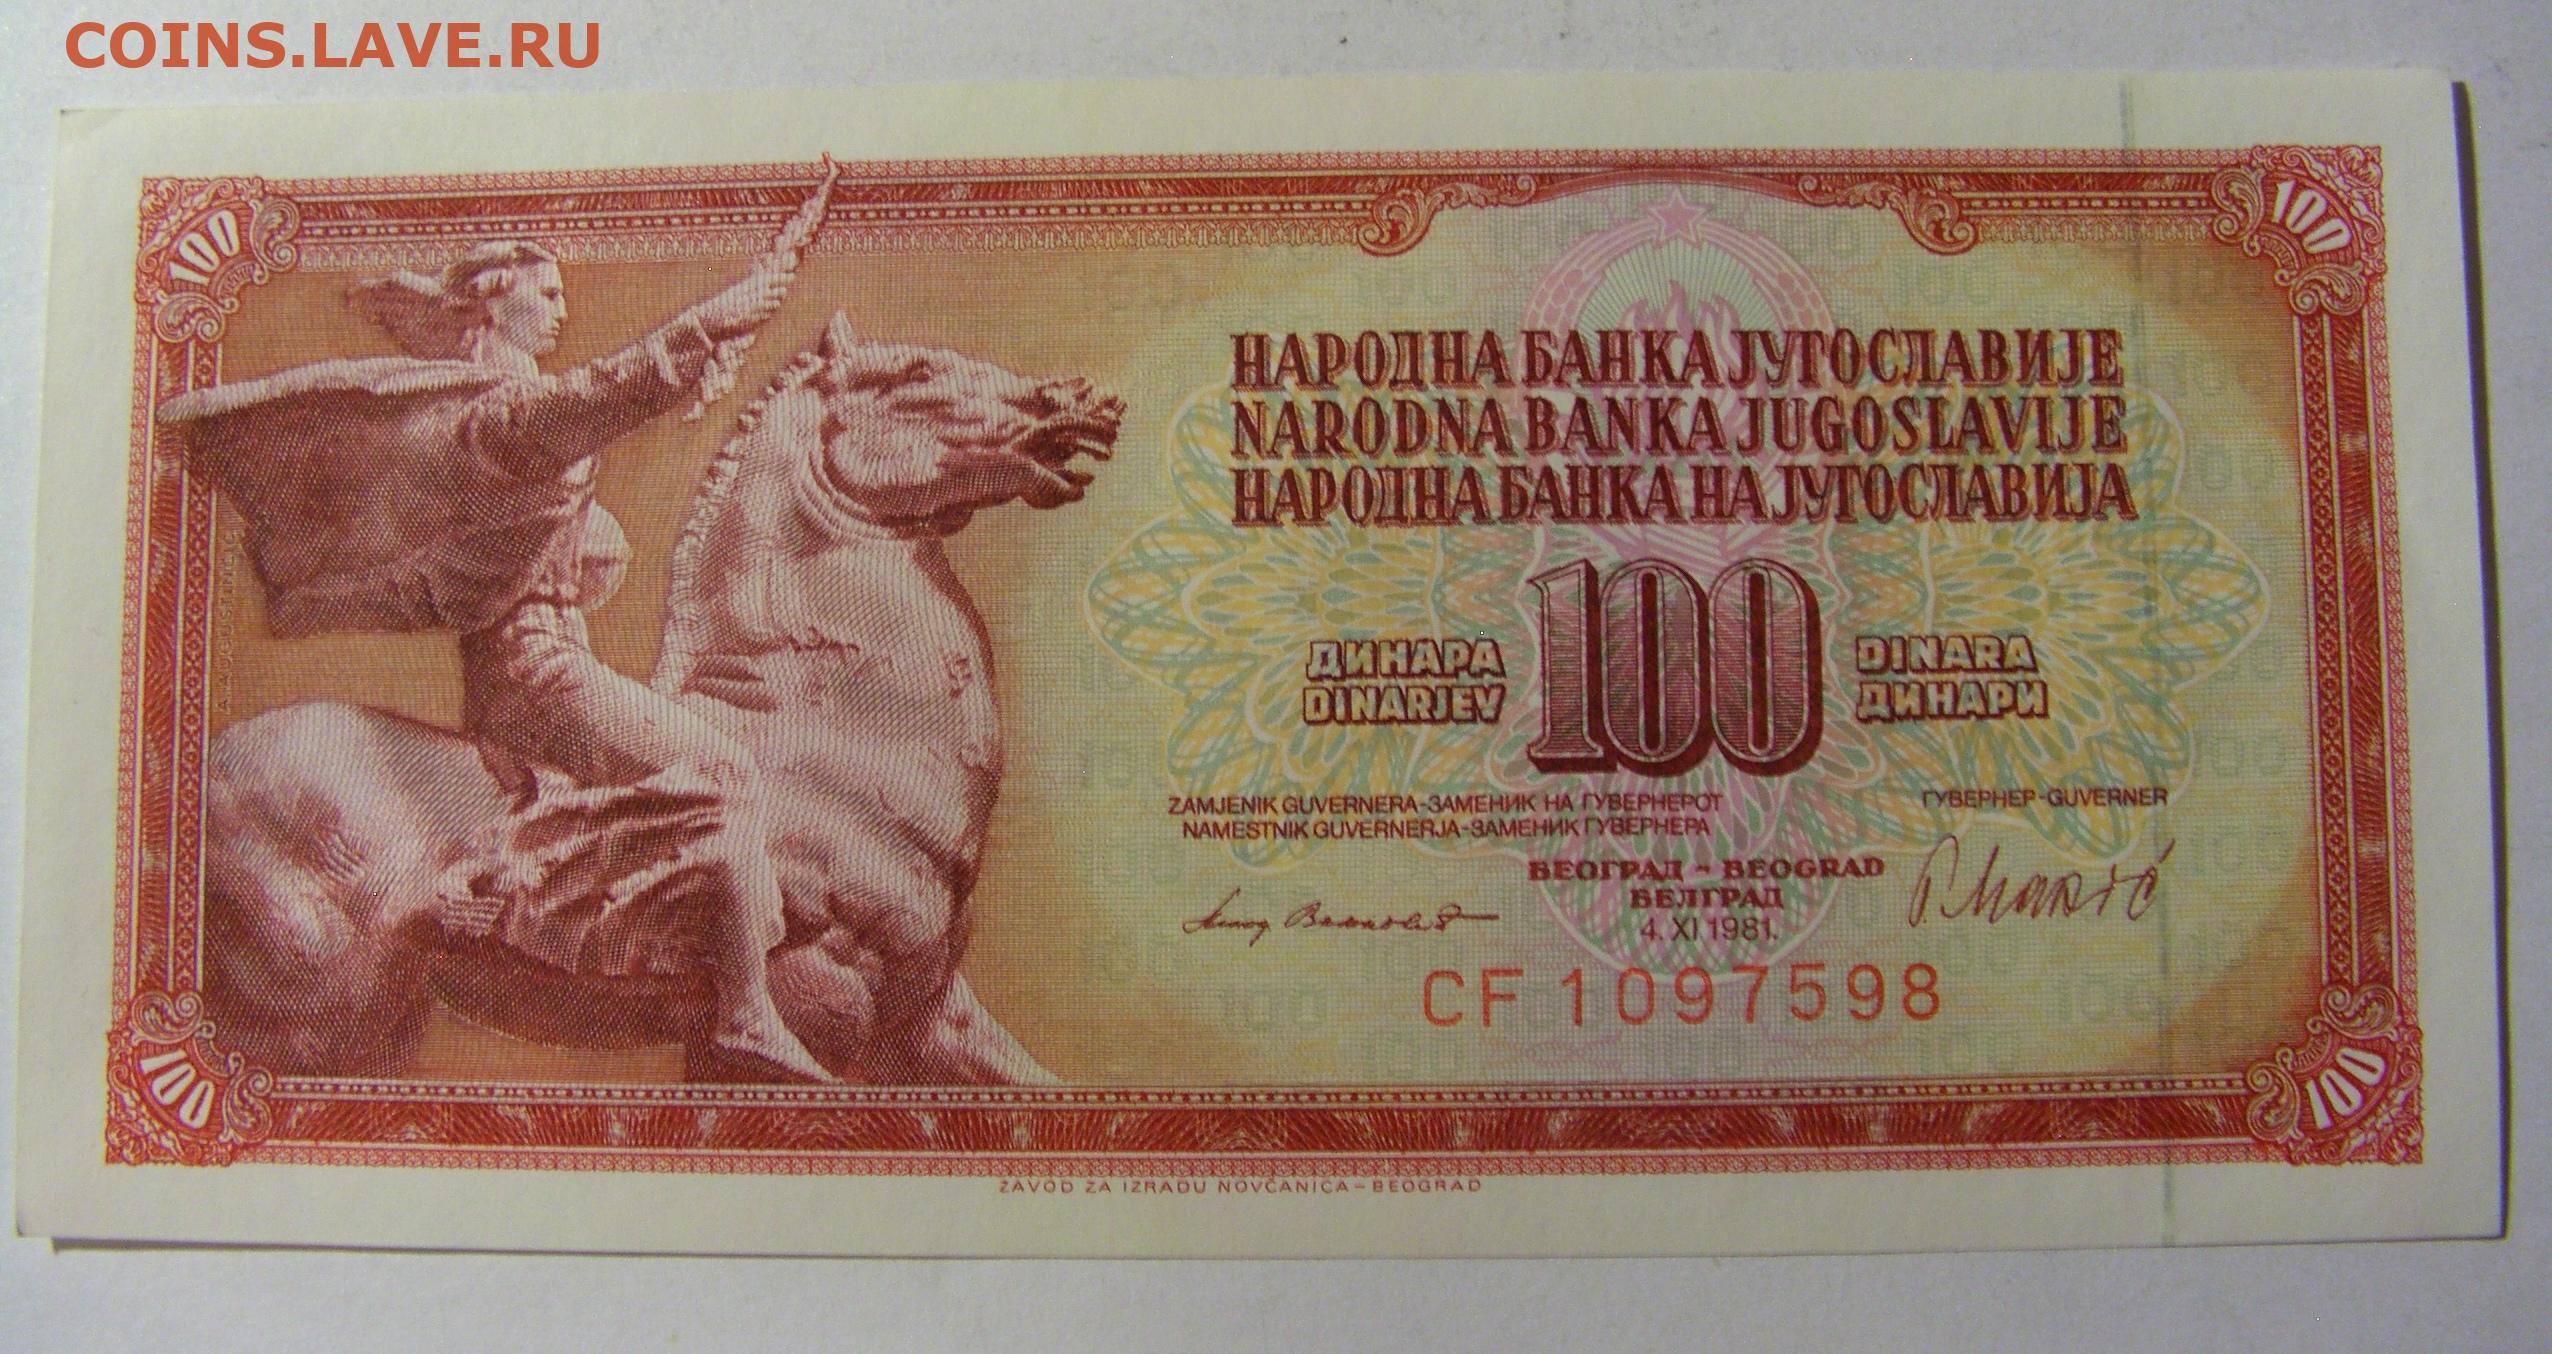 COINS.LAVE.RU
100
100
НАРОДНА БАНКА ЈУГОСЛАВИЈЕ
NARODNA BANKA JUGOSLAVIJE
НАРОДНА БАНКА НА ЈУГОСЛАВИЈА
ДИНАРА 100 DINARA
DINARJEV ДИНАРИ
ZAMJENIK GUVERNERA-ЗАМЕНИК НА ГУВЕРНЕРОТ
NAMESTNIK GUVERNERJA-ЗАМЕНИК ГУВЕРНЕРА
ГУВЕРНЕР-GUVERNER
БЕОГРАД - BEOGRAD
БЕЛГРАД
4. XI 1981.
CF 1097598
100
100
ZAVOD ZA IZRADU NOVČANICA-BEOGRAD